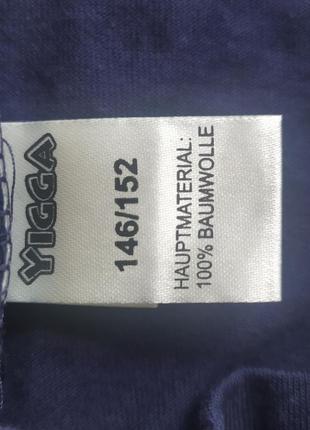 YIGGA
146/152
HAUPTMATERIAL:
100% BAUMWOLLE